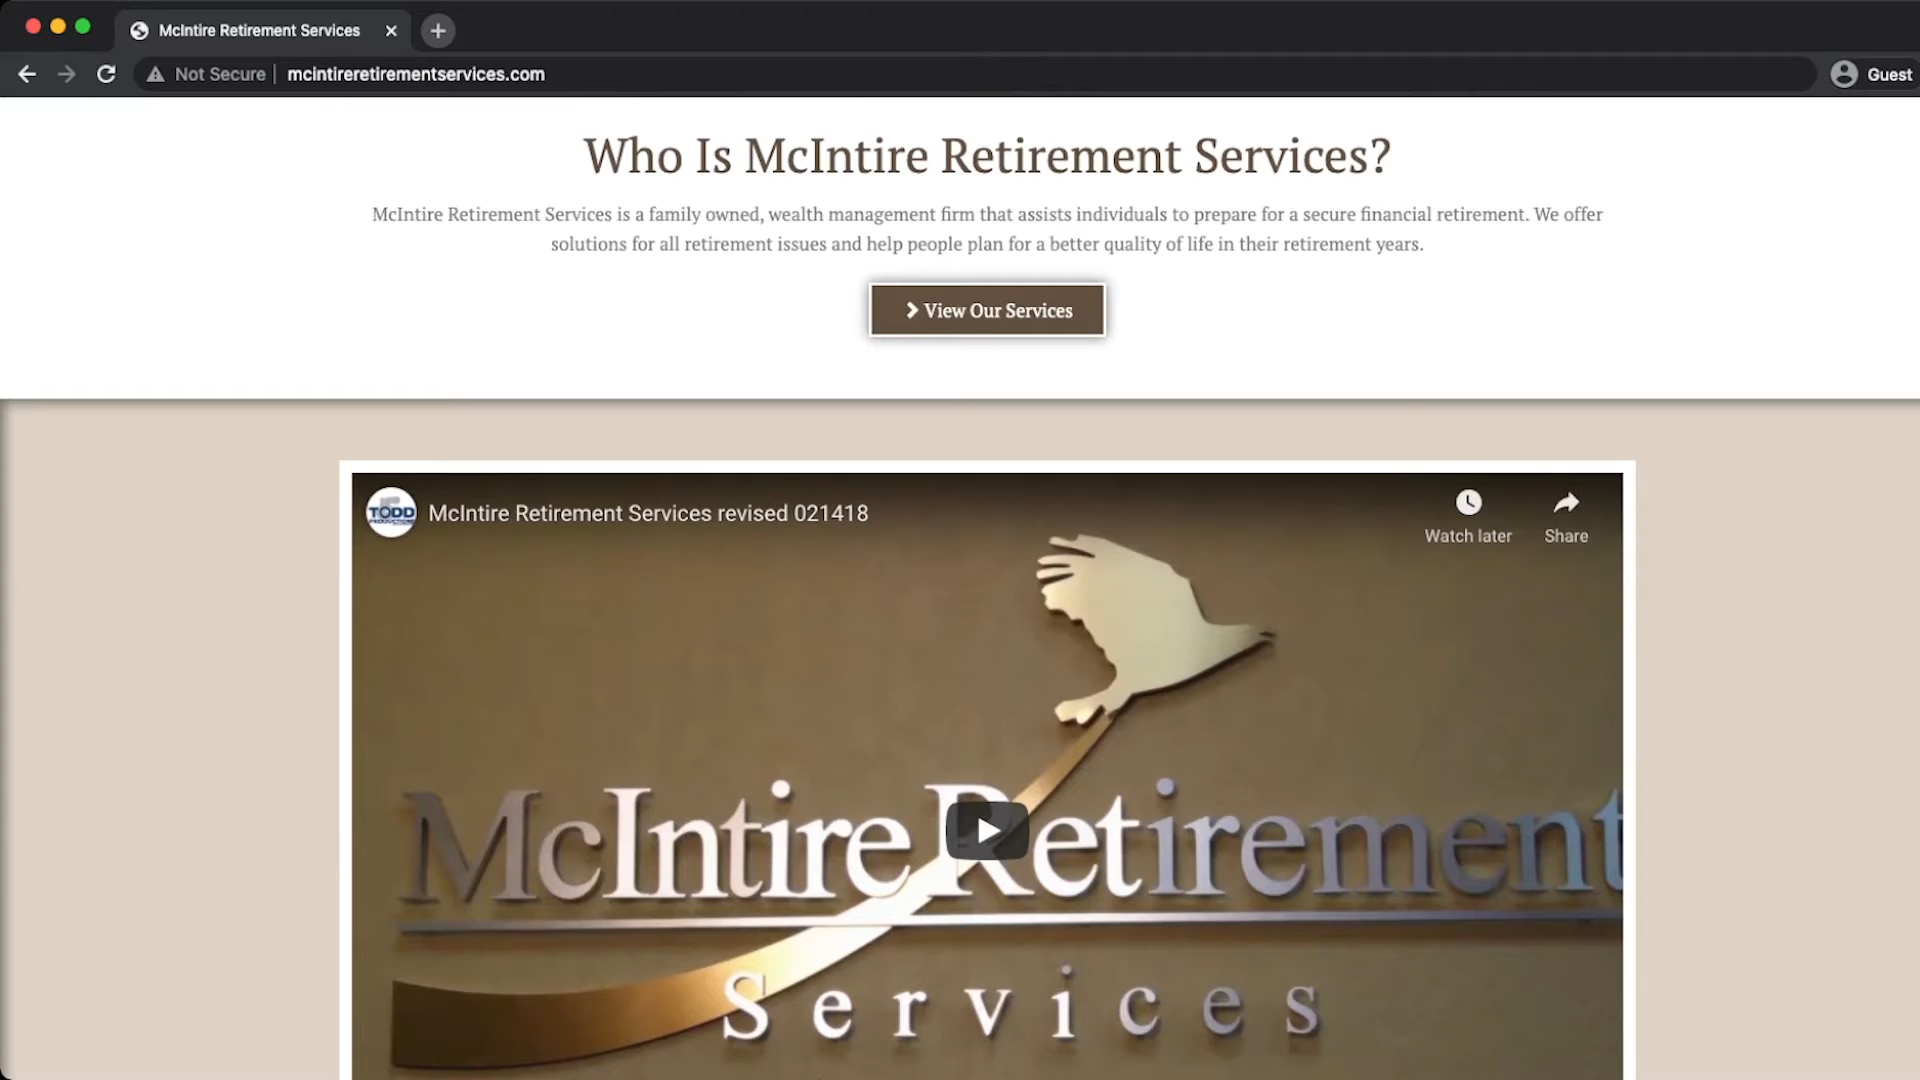 McIntire Retirement Services
Not Secure
mcintireretirementservices.com
Guest
Who Is McIntire Retirement Services?
McIntire Retirement Services is a family owned, wealth management firm that assists individuals to prepare for a secure financial retirement. We offer
solutions for all retirement issues and help people plan for a better quality of life in their retirement years.
View Our Services
TODD
PRODUCTIONS
McIntire Retirement Services revised 021418
Watch later
Share
McIntire Retirement
Services